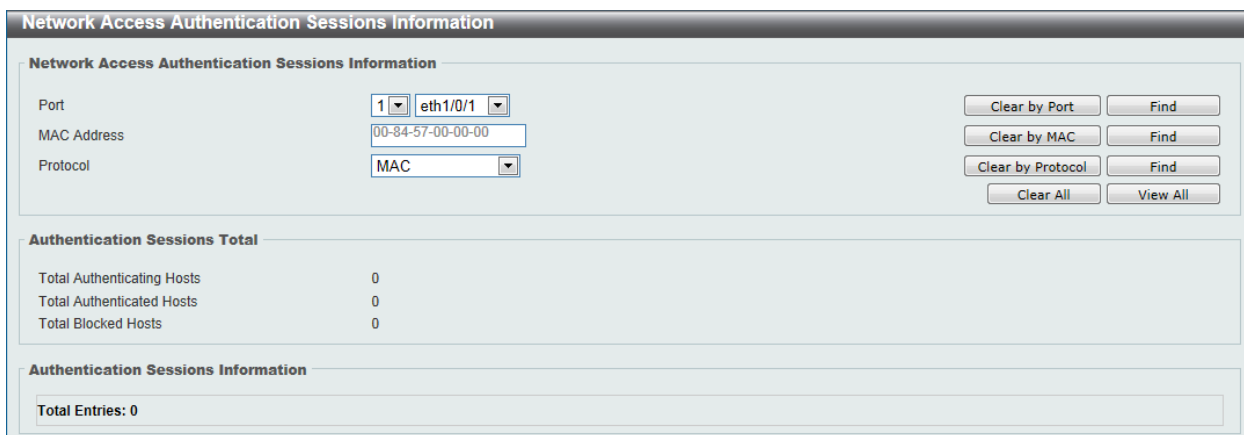 Network Access Authentication Sessions Information
Network Access Authentication Sessions Information
Port 1 eth1/0/1 Clear by Port Find
MAC Address 00-84-57-00-00-00 Clear by MAC Find
Protocol MAC Clear by Protocol Find
Clear All View All
Authentication Sessions Total
Total Authenticating Hosts 0
Total Authenticated Hosts 0
Total Blocked Hosts 0
Authentication Sessions Information
Total Entries: 0